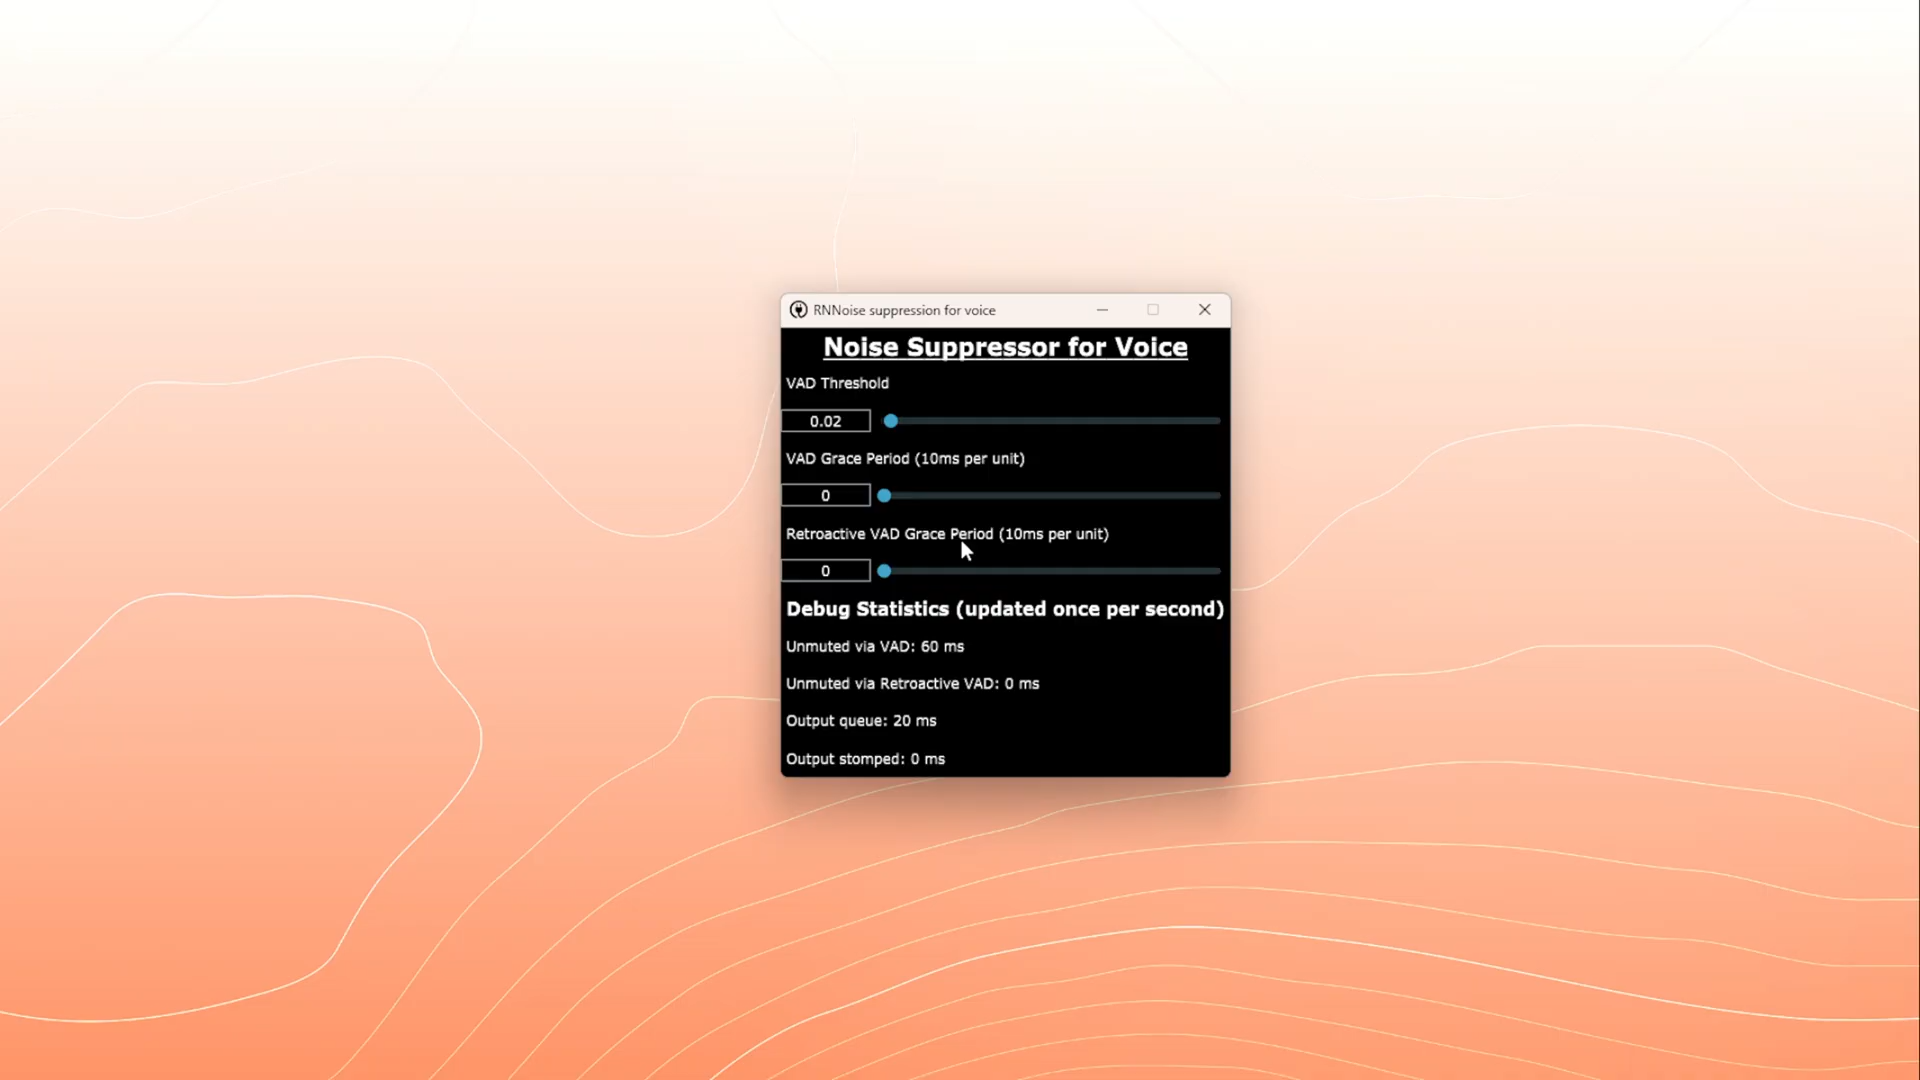 RNNoise suppression for voice
Noise Suppressor for Voice
VAD Threshold
0.02
VAD Grace Period (10ms per unit)
0
Retroactive VAD Grace Period (10ms per unit)
0
Debug Statistics (updated once per second)
Unmuted via VAD: 60 ms
Unmuted via Retroactive VAD: 0 ms
Output queue: 20 ms
Output stomped: 0 ms